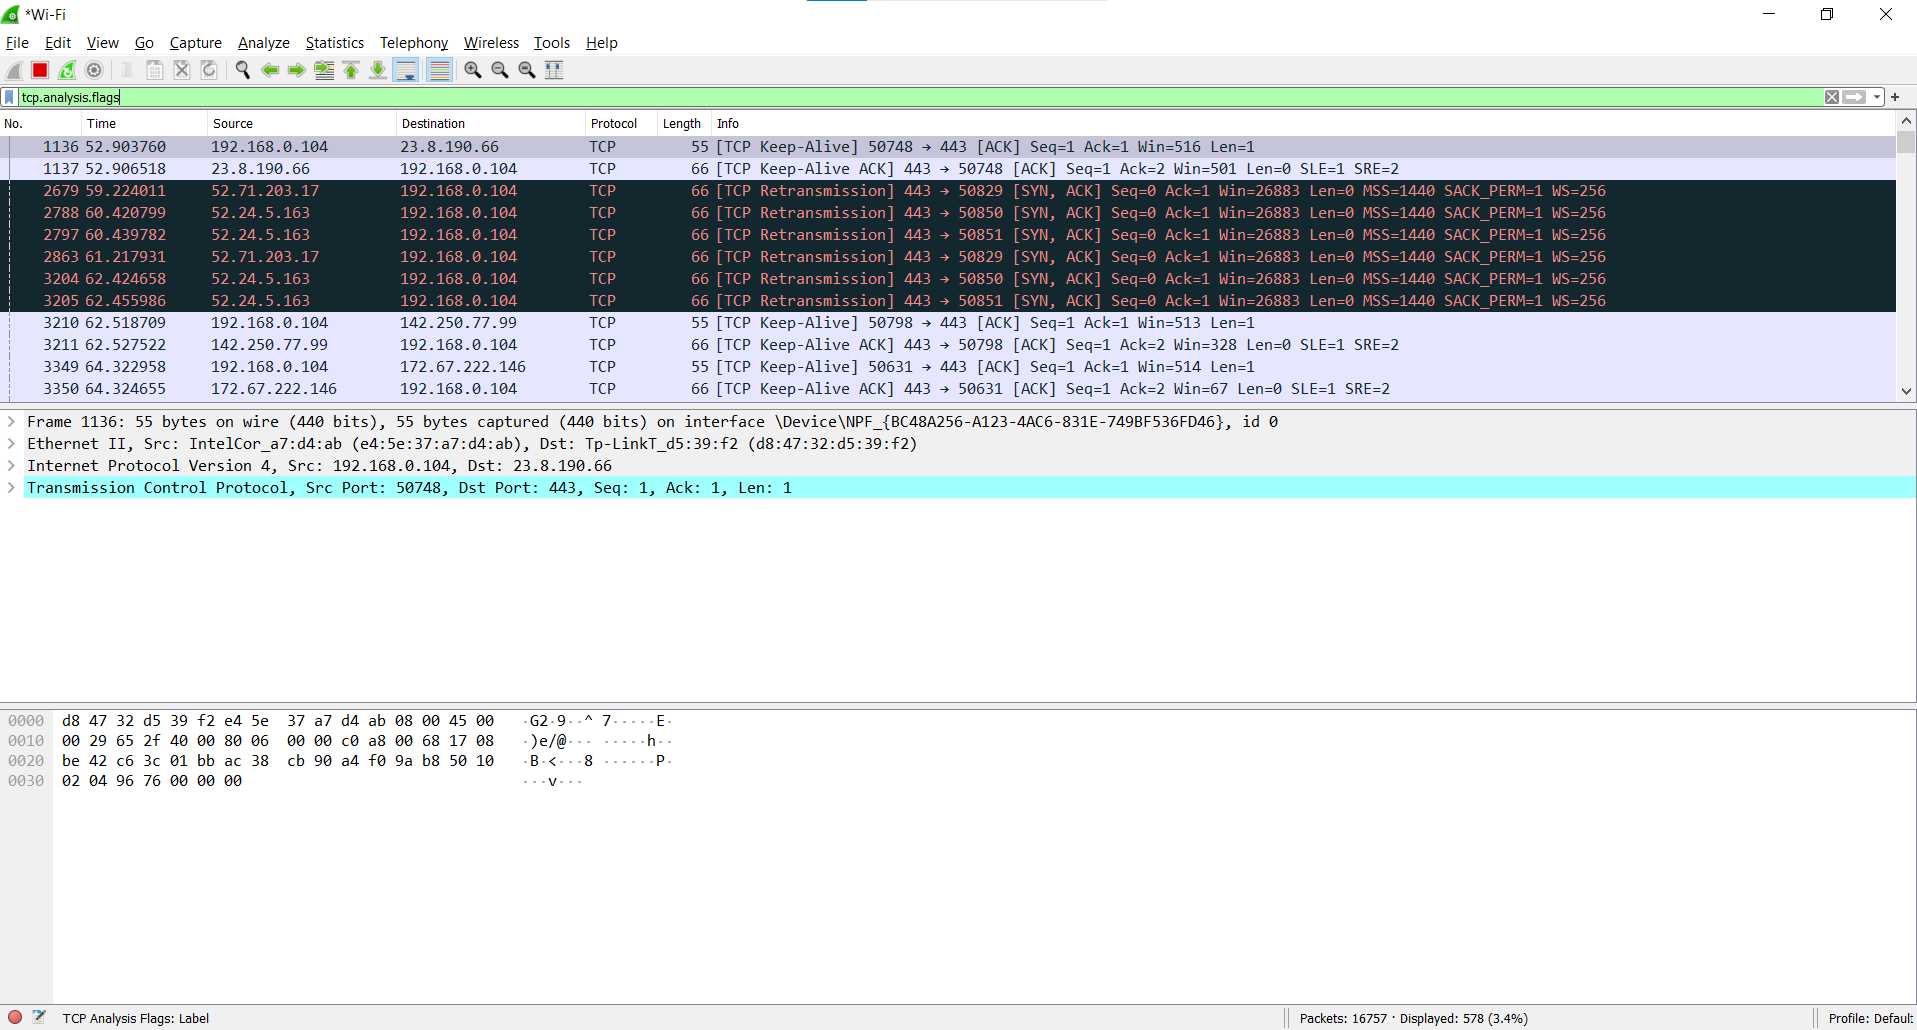 *Wi-Fi
File Edit View Go Capture Analyze Statistics Telephony Wireless Tools Help
tcp.analysis.flags
No. Time Source Destination Protocol Length Info
1136 52.903760 192.168.0.104 23.8.190.66 TCP 55 [TCP Keep-Alive] 50748 → 443 [ACK] Seq=1 Ack=1 Win=516 Len=1
1137 52.906518 23.8.190.66 192.168.0.104 TCP 66 [TCP Keep-Alive ACK] 443 → 50748 [ACK] Seq=1 Ack=2 Win=501 Len=0 SLE=1 SRE=2
2679 59.224011 52.71.203.17 192.168.0.104 TCP 66 [TCP Retransmission] 443 → 50829 [SYN, ACK] Seq=0 Ack=1 Win=26883 Len=0 MSS=1440 SACK_PERM=1 WS=256
2788 60.420799 52.24.5.163 192.168.0.104 TCP 66 [TCP Retransmission] 443 → 50850 [SYN, ACK] Seq=0 Ack=1 Win=26883 Len=0 MSS=1440 SACK_PERM=1 WS=256
2797 60.439782 52.24.5.163 192.168.0.104 TCP 66 [TCP Retransmission] 443 → 50851 [SYN, ACK] Seq=0 Ack=1 Win=26883 Len=0 MSS=1440 SACK_PERM=1 WS=256
2863 61.217931 52.71.203.17 192.168.0.104 TCP 66 [TCP Retransmission] 443 → 50829 [SYN, ACK] Seq=0 Ack=1 Win=26883 Len=0 MSS=1440 SACK_PERM=1 WS=256
3204 62.424658 52.24.5.163 192.168.0.104 TCP 66 [TCP Retransmission] 443 → 50850 [SYN, ACK] Seq=0 Ack=1 Win=26883 Len=0 MSS=1440 SACK_PERM=1 WS=256
3205 62.455986 52.24.5.163 192.168.0.104 TCP 66 [TCP Retransmission] 443 → 50851 [SYN, ACK] Seq=0 Ack=1 Win=26883 Len=0 MSS=1440 SACK_PERM=1 WS=256
3210 62.518709 192.168.0.104 142.250.77.99 TCP 55 [TCP Keep-Alive] 50798 → 443 [ACK] Seq=1 Ack=1 Win=513 Len=1
3211 62.527522 142.250.77.99 192.168.0.104 TCP 66 [TCP Keep-Alive ACK] 443 → 50798 [ACK] Seq=1 Ack=2 Win=328 Len=0 SLE=1 SRE=2
3349 64.322958 192.168.0.104 172.67.222.146 TCP 55 [TCP Keep-Alive] 50631 → 443 [ACK] Seq=1 Ack=1 Win=514 Len=1
3350 64.324655 172.67.222.146 192.168.0.104 TCP 66 [TCP Keep-Alive ACK] 443 → 50631 [ACK] Seq=1 Ack=2 Win=67 Len=0 SLE=1 SRE=2
Frame 1136: 55 bytes on wire (440 bits), 55 bytes captured (440 bits) on interface \Device\NPF_{BC48A256-A123-4AC6-831E-749BF536FD46}, id 0
Ethernet II, Src: IntelCor_a7:d4:ab (e4:5e:37:a7:d4:ab), Dst: Tp-LinkT_d5:39:f2 (d8:47:32:d5:39:f2)
Internet Protocol Version 4, Src: 192.168.0.104, Dst: 23.8.190.66
Transmission Control Protocol, Src Port: 50748, Dst Port: 443, Seq: 1, Ack: 1, Len: 1
0000 d8 47 32 d5 39 f2 e4 5e 37 a7 d4 ab 08 00 45 00 ·G2·9··^ 7·····E·
0010 00 29 65 2f 40 00 80 06 00 00 c0 a8 00 68 17 08 ·)e/@··· ·····h··
0020 be 42 c6 3c 01 bb ac 38 cb 90 a4 f0 9a b8 50 10 ·B·<···8 ······P·
0030 02 04 96 76 00 00 00 ···v···
TCP Analysis Flags: Label
Packets: 16757 · Displayed: 578 (3.4%)
Profile: Default